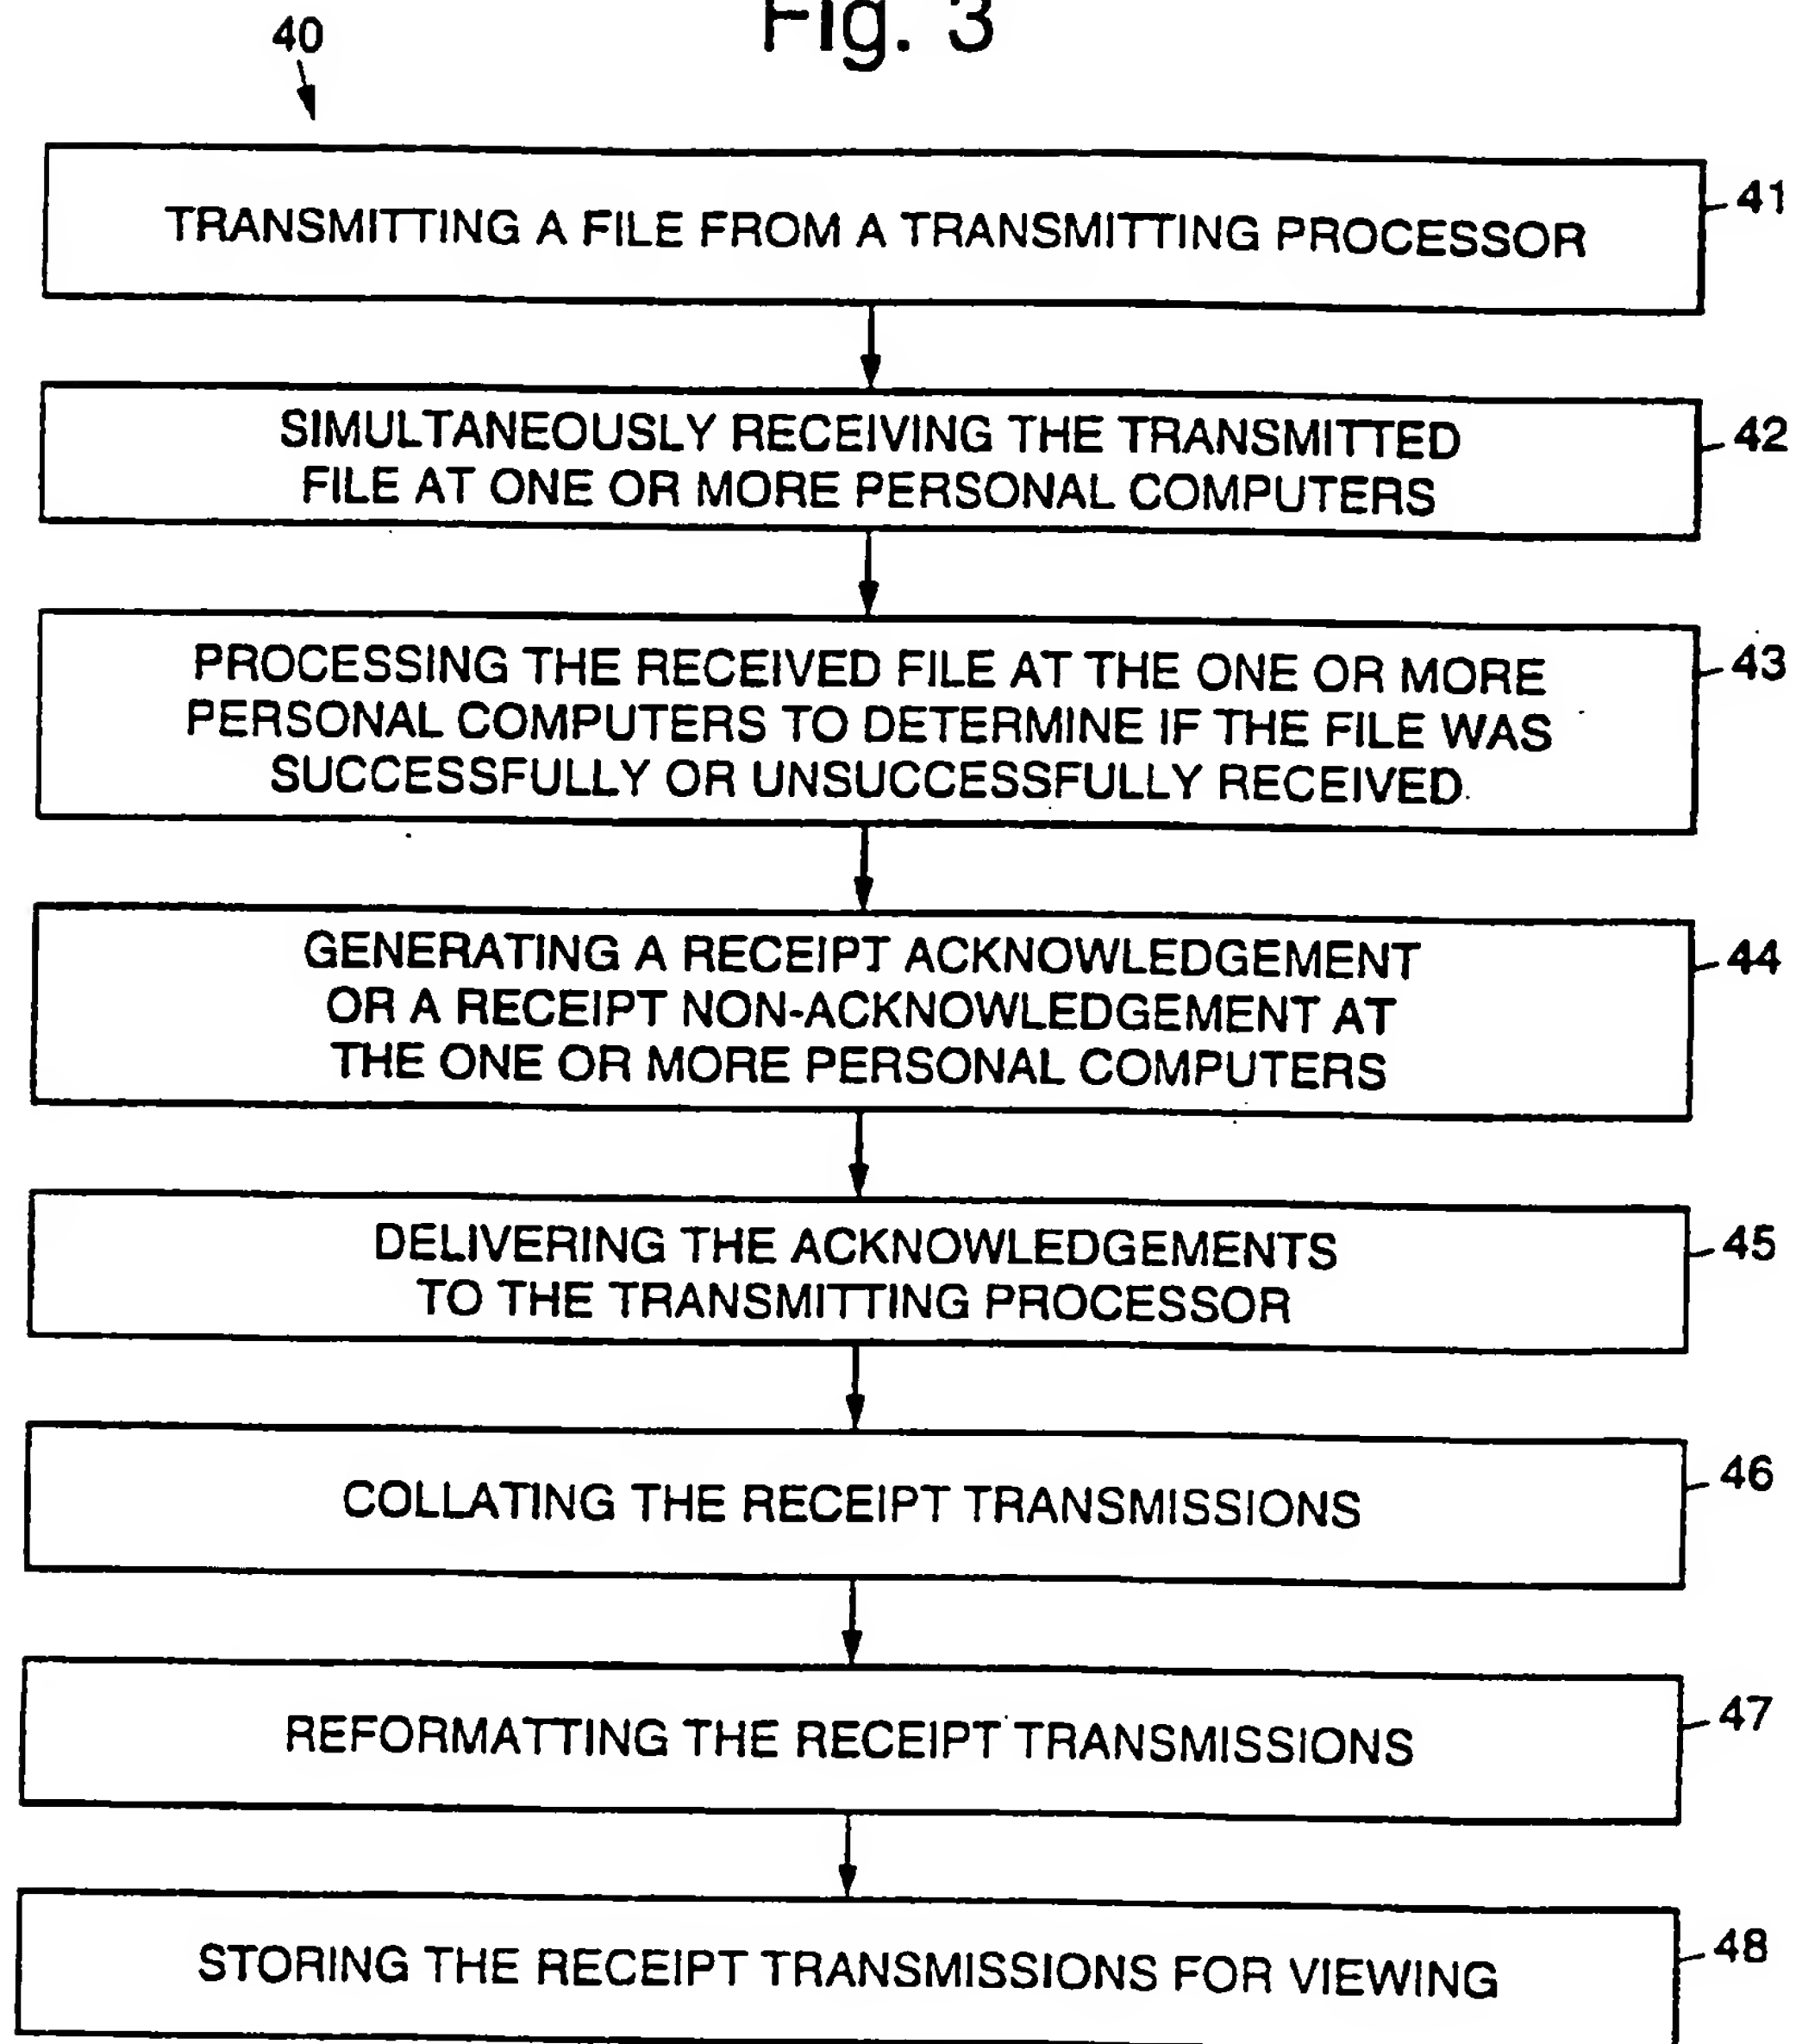 Fig. 3
40
TRANSMITTING A FILE FROM A TRANSMITTING PROCESSOR
41
SIMULTANEOUSLY RECEIVING THE TRANSMITTED
FILE AT ONE OR MORE PERSONAL COMPUTERS
42
PROCESSING THE RECEIVED FILE AT THE ONE OR MORE
PERSONAL COMPUTERS TO DETERMINE IF THE FILE WAS
SUCCESSFULLY OR UNSUCCESSFULLY RECEIVED
43
GENERATING A RECEIPT ACKNOWLEDGEMENT
OR A RECEIPT NON-ACKNOWLEDGEMENT AT
THE ONE OR MORE PERSONAL COMPUTERS
44
DELIVERING THE ACKNOWLEDGEMENTS
TO THE TRANSMITTING PROCESSOR
45
COLLATING THE RECEIPT TRANSMISSIONS
46
REFORMATTING THE RECEIPT TRANSMISSIONS
47
STORING THE RECEIPT TRANSMISSIONS FOR VIEWING
48